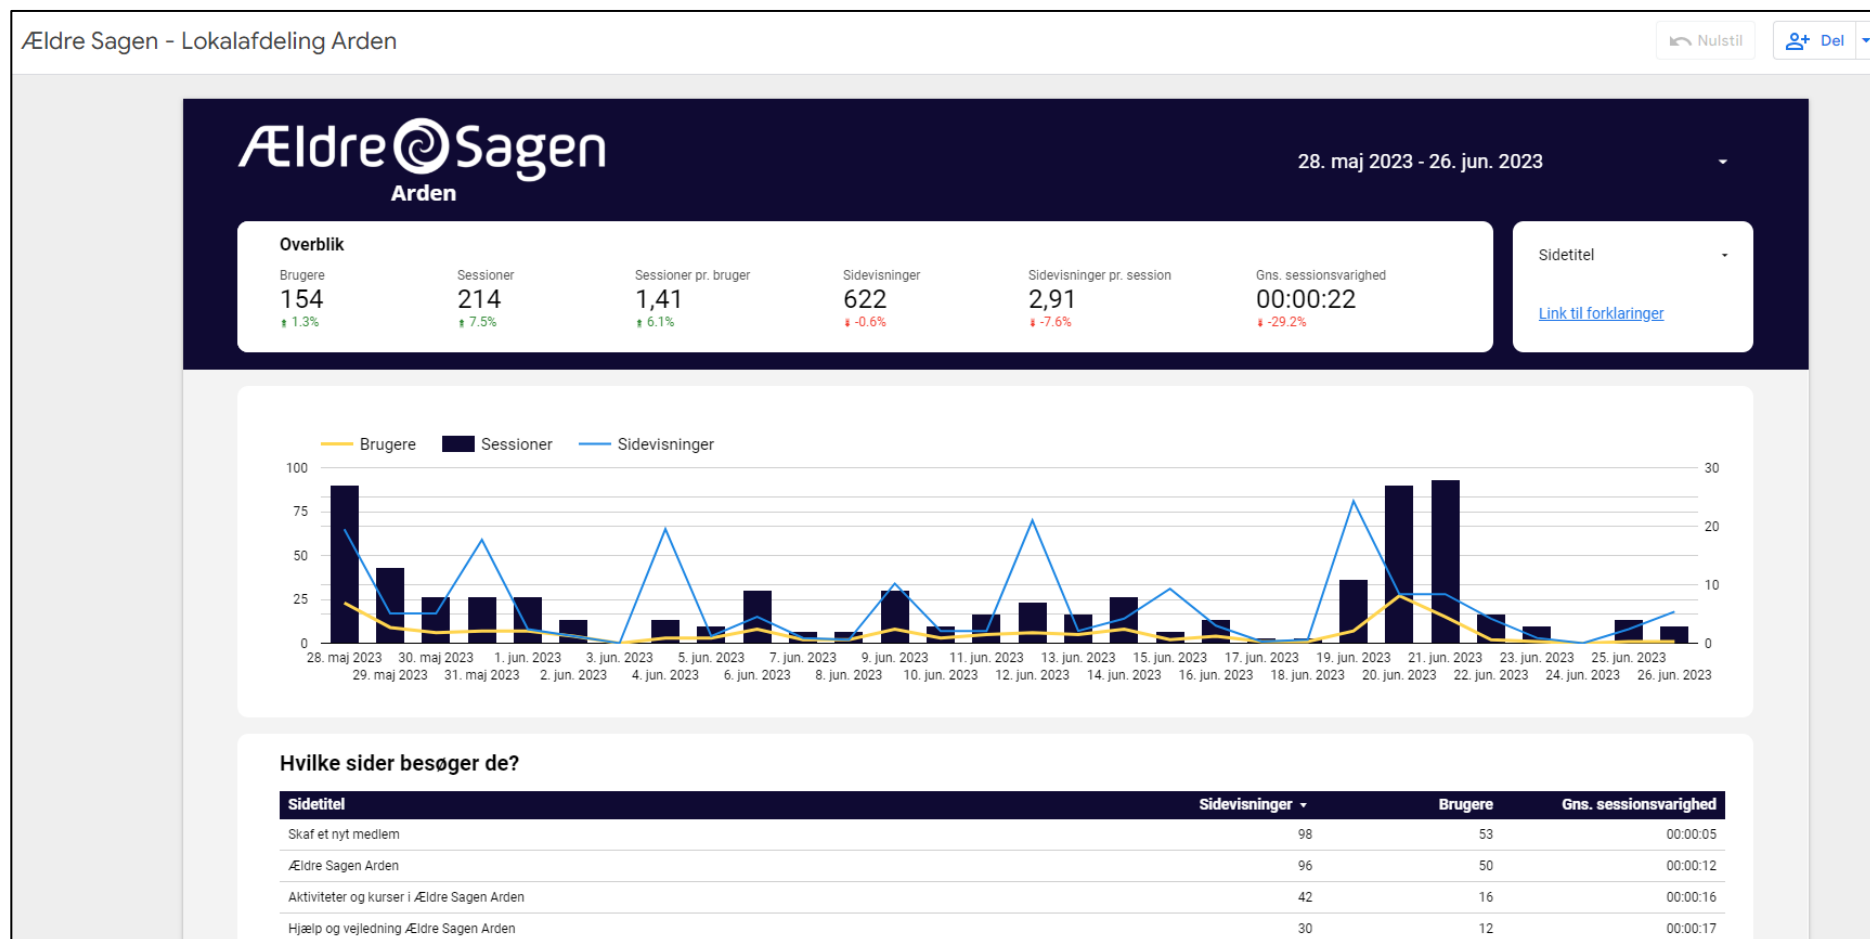 Ældre Sagen - Lokalafdeling Arden
Nulstil
Del
Ældre Sagen
Arden
28. maj 2023 - 26. jun. 2023
Overblik
Brugere
154
1.3%
Sessioner
214
7.5%
Sessioner pr. bruger
1,41
6.1%
Sidevisninger
622
-0.6%
Sidevisninger pr. session
2,91
-7.6%
Gns. sessionsvarighed
00:00:22
-29.2%
Sidetitel
Link til forklaringer
Brugere Sessioner Sidevisninger
100
75
50
25
0
30
20
10
0
28. maj 2023 30. maj 2023 1. jun. 2023 3. jun. 2023 5. jun. 2023 7. jun. 2023 9. jun. 2023 11. jun. 2023 13. jun. 2023 15. jun. 2023 17. jun. 2023 19. jun. 2023 21. jun. 2023 23. jun. 2023 25. jun. 2023
29. maj 2023 31. maj 2023 2. jun. 2023 4. jun. 2023 6. jun. 2023 8. jun. 2023 10. jun. 2023 12. jun. 2023 14. jun. 2023 16. jun. 2023 18. jun. 2023 20. jun. 2023 22. jun. 2023 24. jun. 2023 26. jun. 2023
Hvilke sider besøger de?
Sidetitel Sidevisninger Brugere Gns. sessionsvarighed
Skaf et nyt medlem 98 53 00:00:05
Ældre Sagen Arden 96 50 00:00:12
Aktiviteter og kurser i Ældre Sagen Arden 42 16 00:00:16
Hjælp og vejledning Ældre Sagen Arden 30 12 00:00:17